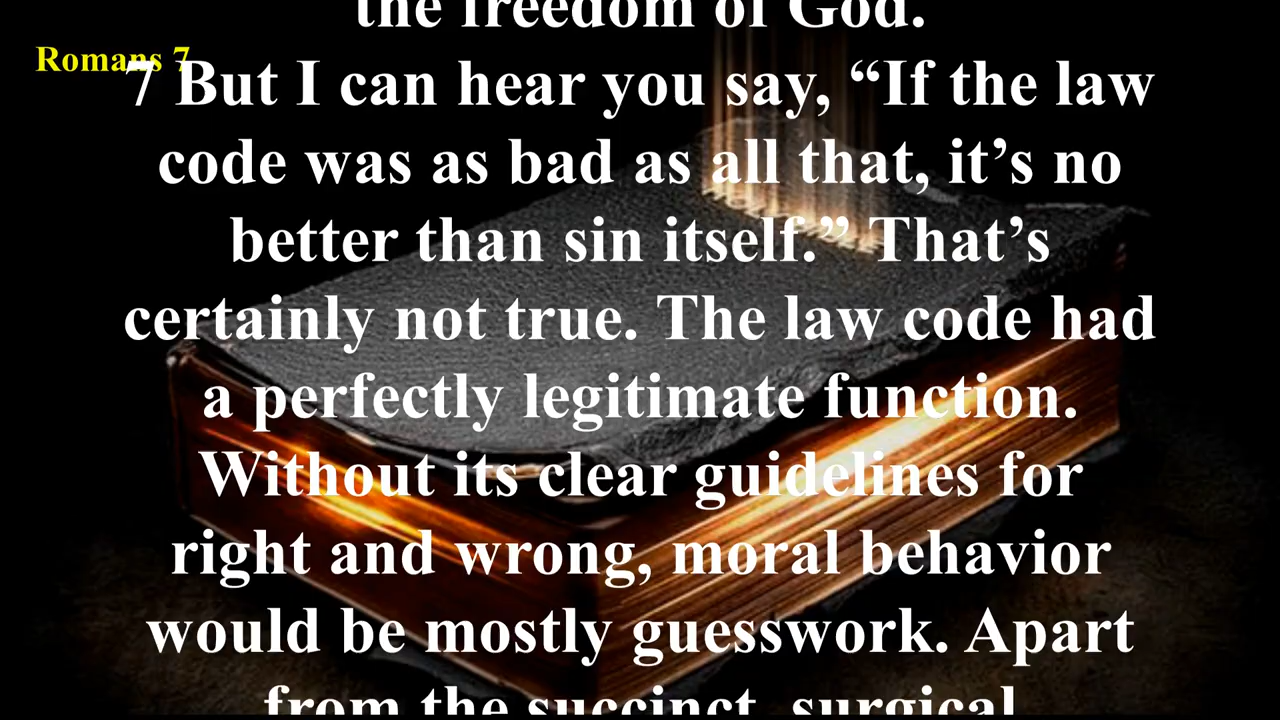 the freedom of God.
Romans 7
7 But I can hear you say, “If the law
code was as bad as all that, it’s no
better than sin itself.” That’s
certainly not true. The law code had
a perfectly legitimate function.
Without its clear guidelines for
right and wrong, moral behavior
would be mostly guesswork. Apart
from the succinct, surgical